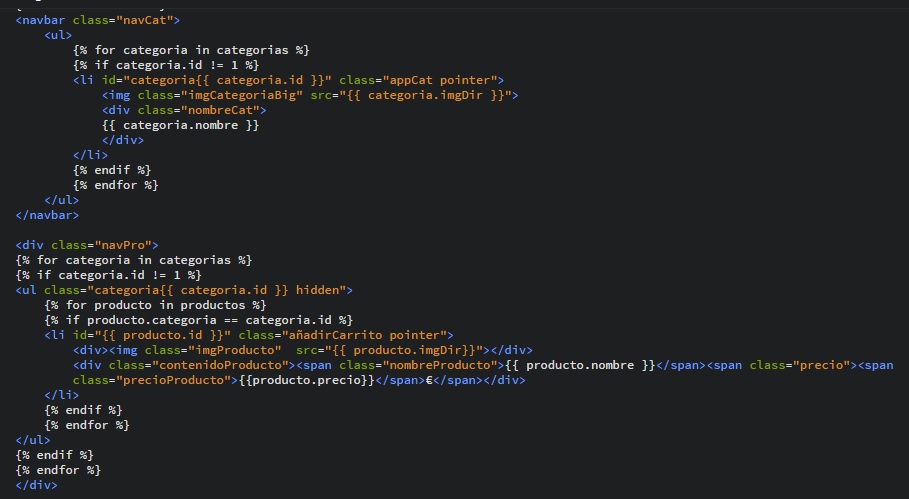 <navbar class="navCat">
<ul>
{% for categoria in categorias %}
{% if categoria.id != 1 %}
<li id="categoria{{ categoria.id }}" class="appCat pointer">
<img class="imgCategoriaBig" src="{{ categoria.imgDir }}">
<div class="nombreCat">
{{ categoria.nombre }}
</div>
</li>
{% endif %}
{% endfor %}
</ul>
</navbar>
<div class="navPro">
{% for categoria in categorias %}
{% if categoria.id != 1 %}
<ul class="categoria{{ categoria.id }} hidden">
{% for producto in productos %}
{% if producto.categoria == categoria.id %}
<li id="{{ producto.id }}" class="añadirCarrito pointer">
<div><img class="imgProducto"  src="{{ producto.imgDir}}"></div>
<div class="contenidoProducto"><span class="nombreProducto">{{ producto.nombre }}</span><span class="precio"><span
class="precioProducto">{{producto.precio}}</span>€</span></div>
</li>
{% endif %}
{% endfor %}
</ul>
{% endif %}
{% endfor %}
</div>